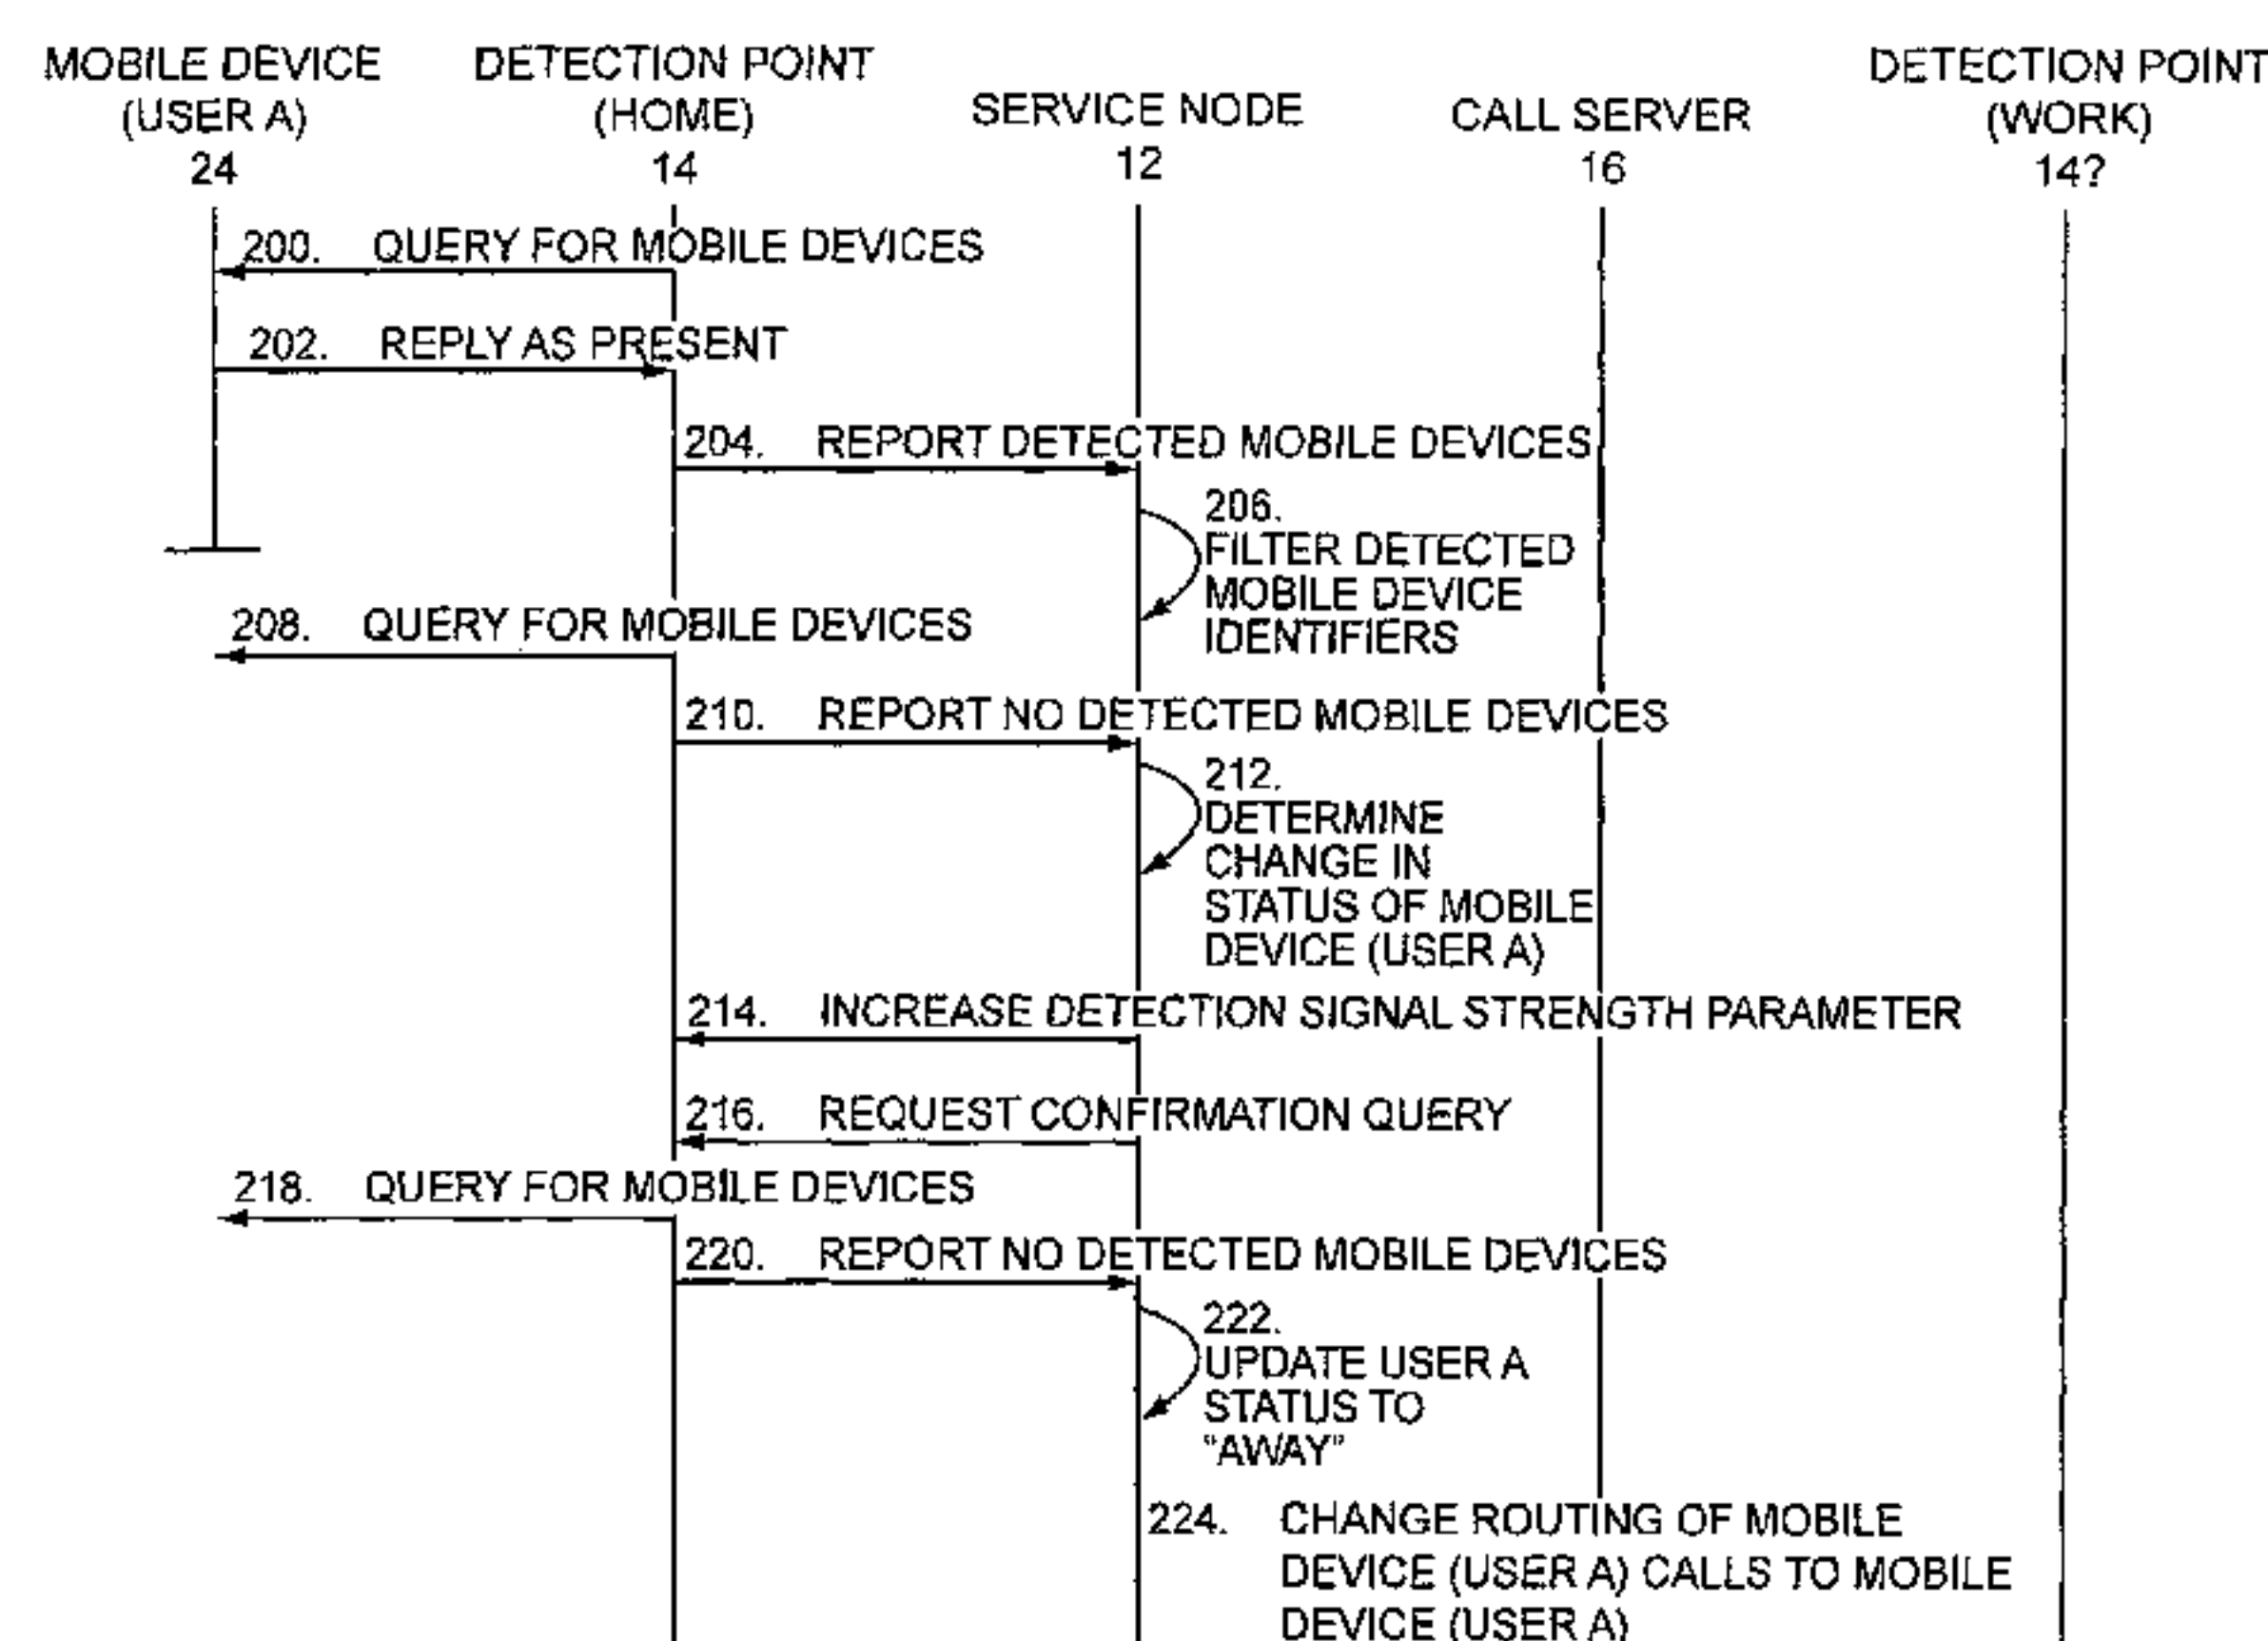 MOBILE DEVICE
(USER A)
24
DETECTION POINT
(HOME)
14
SERVICE NODE
12
CALL SERVER
16
DETECTION POINT
(WORK)
14?
200. QUERY FOR MOBILE DEVICES
202. REPLY AS PRESENT
204. REPORT DETECTED MOBILE DEVICES
206.
FILTER DETECTED
MOBILE DEVICE
IDENTIFIERS
208. QUERY FOR MOBILE DEVICES
210. REPORT NO DETECTED MOBILE DEVICES
212.
DETERMINE
CHANGE IN
STATUS OF MOBILE
DEVICE (USER A)
214. INCREASE DETECTION SIGNAL STRENGTH PARAMETER
216. REQUEST CONFIRMATION QUERY
218. QUERY FOR MOBILE DEVICES
220. REPORT NO DETECTED MOBILE DEVICES
222.
UPDATE USER A
STATUS TO
"AWAY"
224. CHANGE ROUTING OF MOBILE
DEVICE (USER A) CALLS TO MOBILE
DEVICE (USER A)